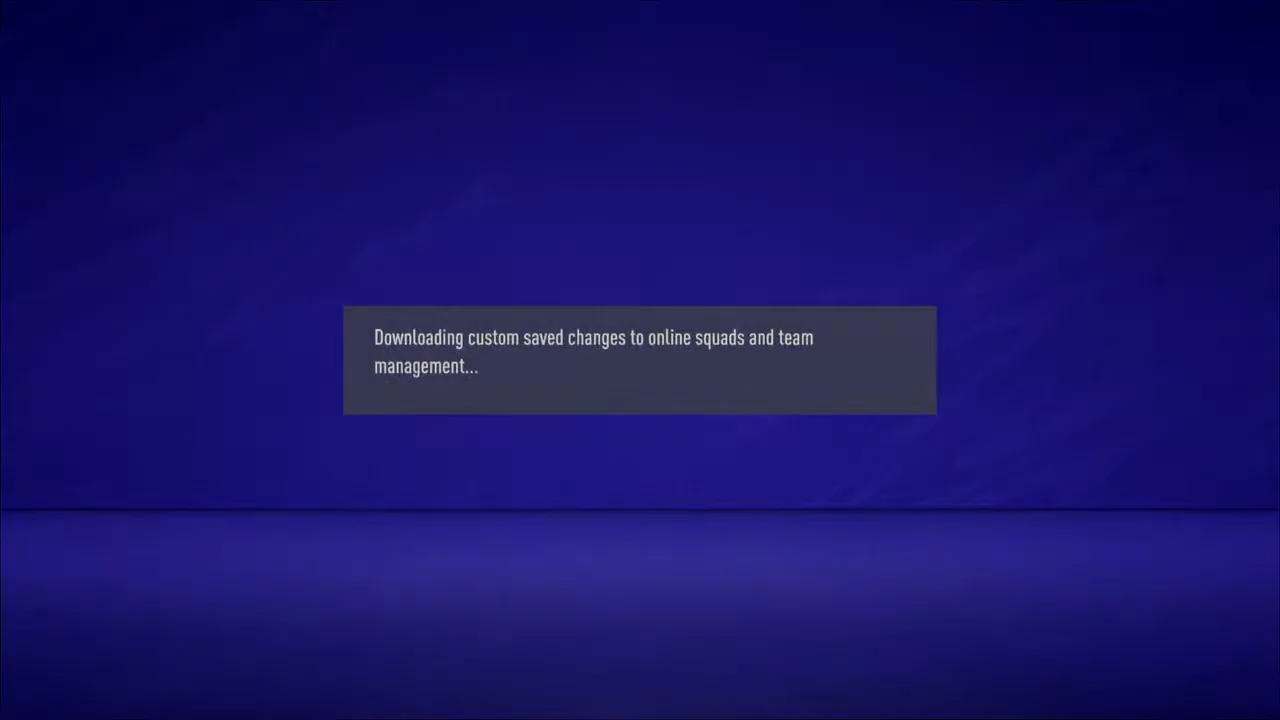 Downloading custom saved changes to online squads and team
management...